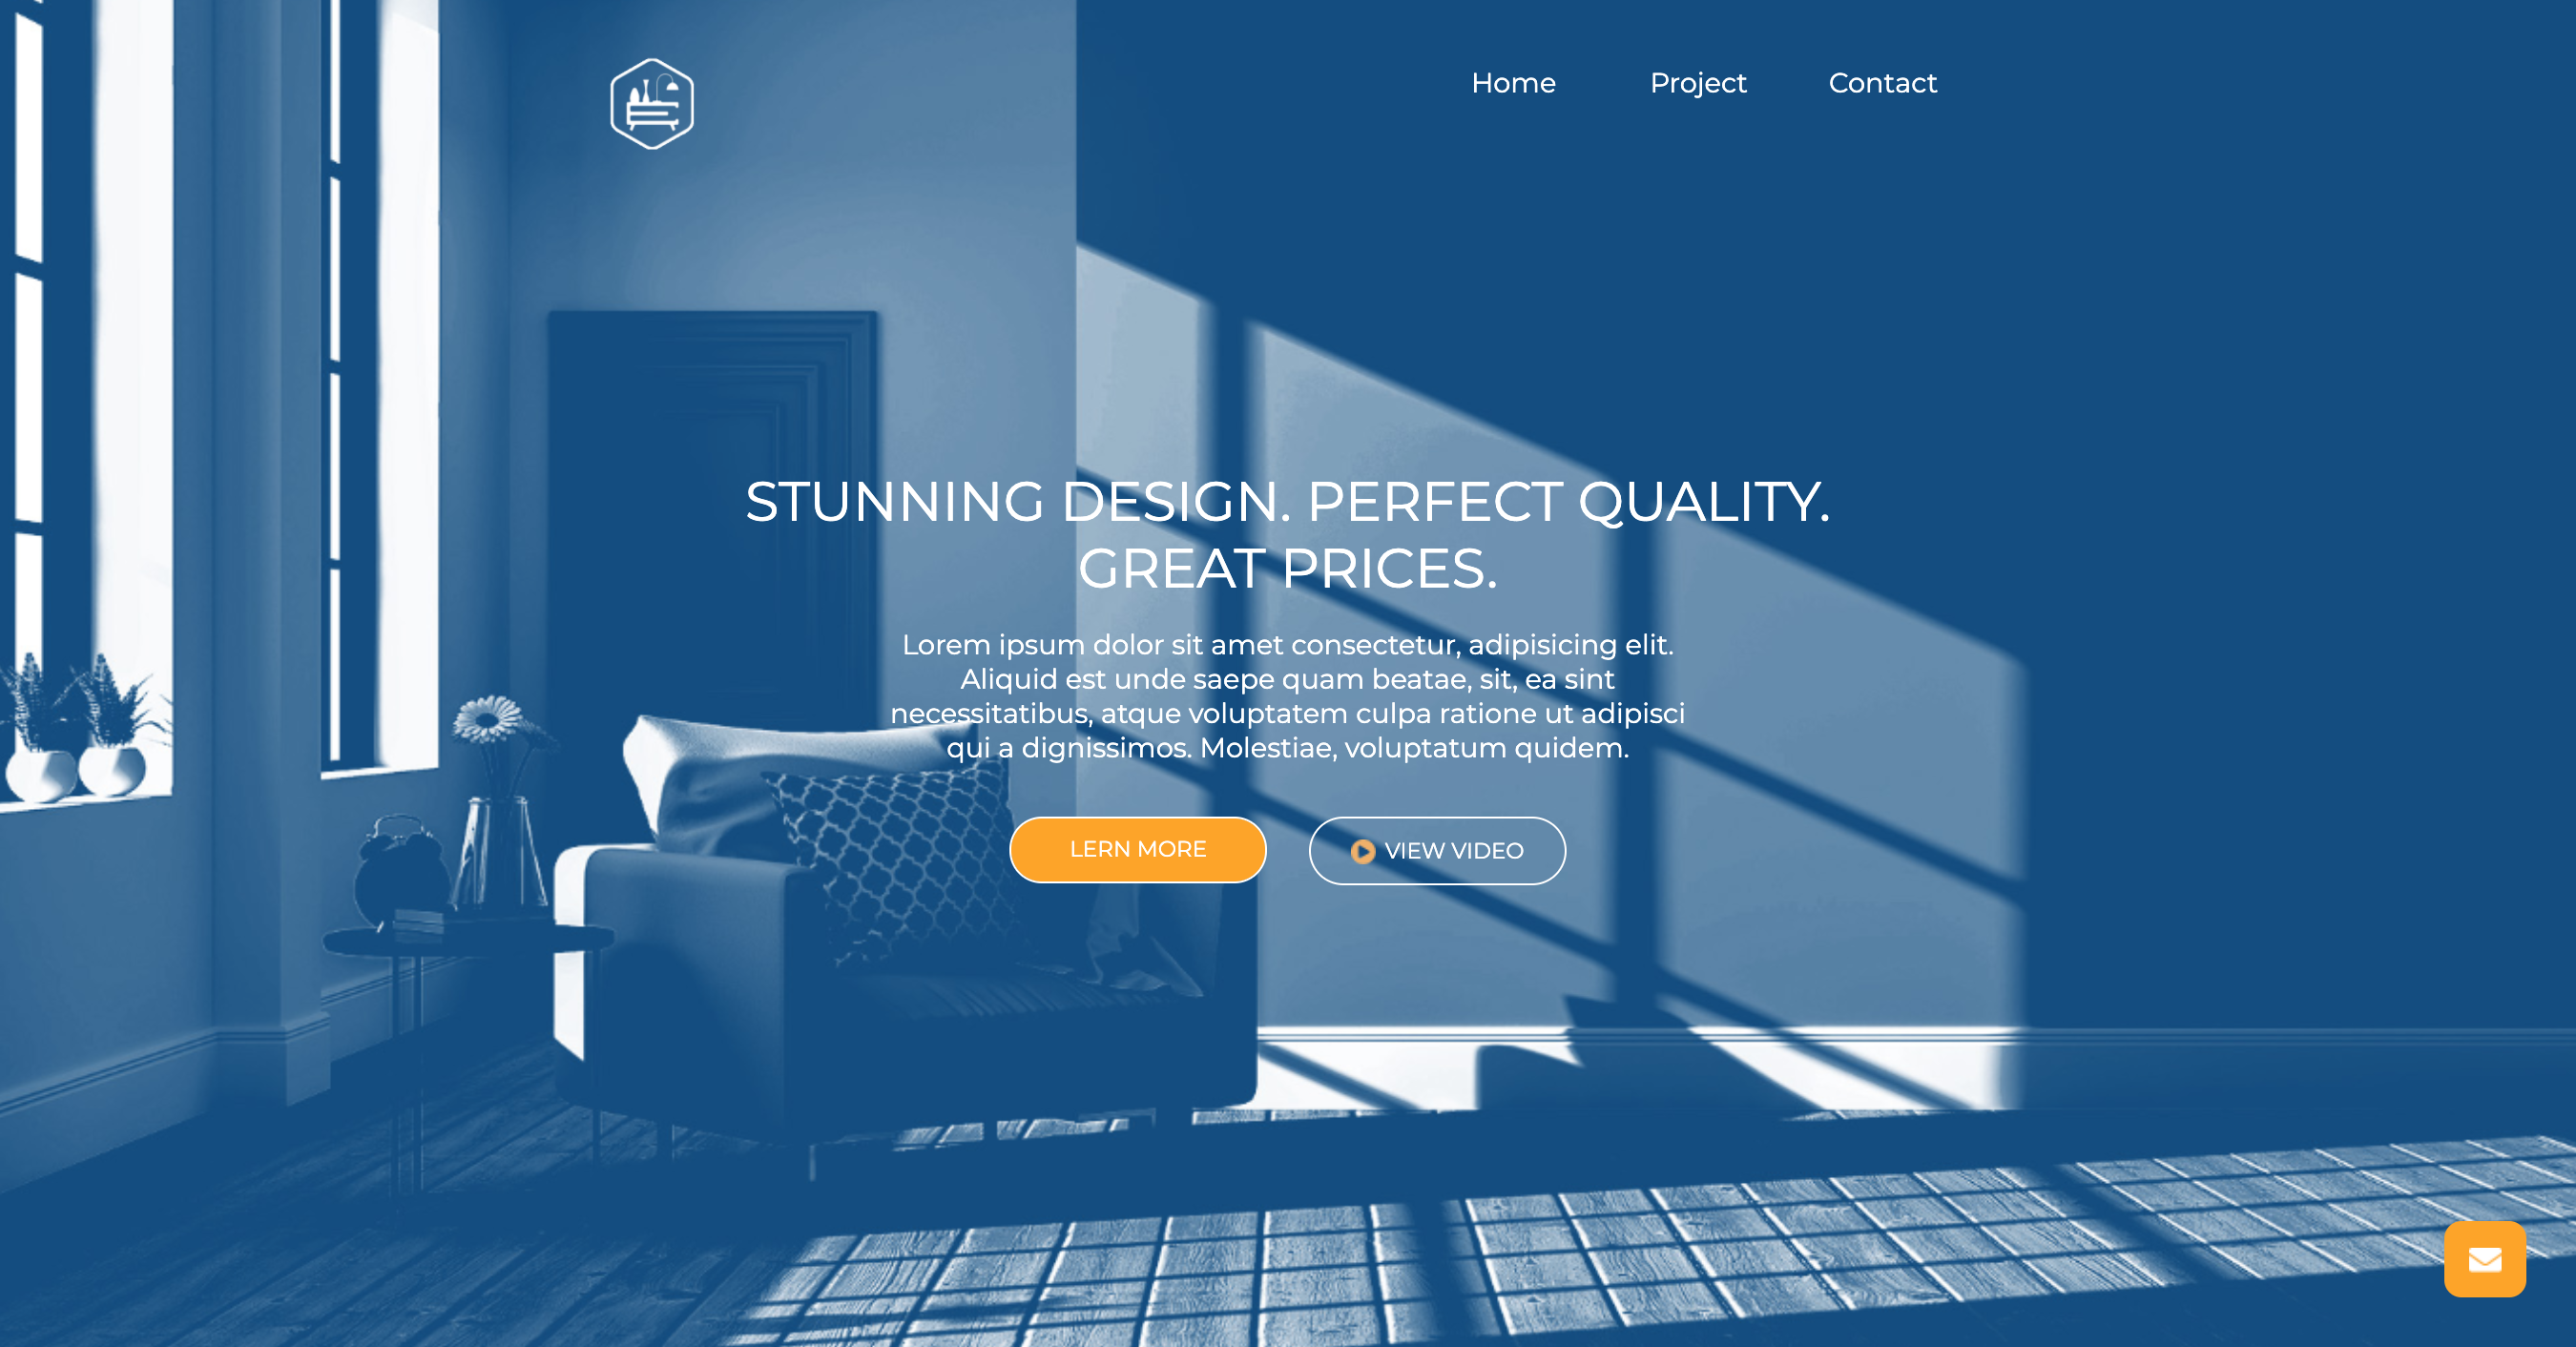 Home
Project
Contact
STUNNING DESIGN. PERFECT QUALITY.
GREAT PRICES.
Lorem ipsum dolor sit amet consectetur, adipisicing elit.
Aliquid est unde saepe quam beatae, sit, ea sint
necessitatibus, atque voluptatem culpa ratione ut adipisci
qui a dignissimos. Molestiae, voluptatum quidem.
LERN MORE
VIEW VIDEO